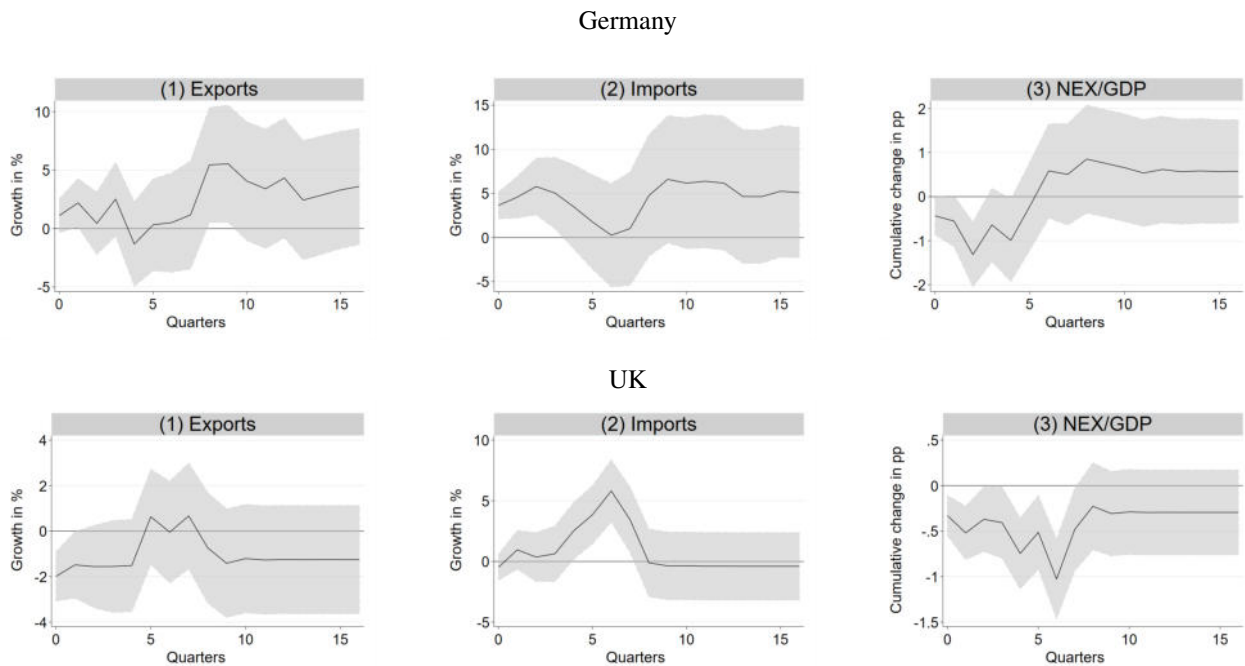 Germany
(1) Exports
Growth in %
10
5
0
-5
0 5 10 15
Quarters
(2) Imports
Growth in %
15
10
5
0
-5
0 5 10 15
Quarters
(3) NEX/GDP
Cumulative change in pp
2
1
0
-1
-2
0 5 10 15
Quarters
UK
(1) Exports
Growth in %
4
2
0
-2
-4
0 5 10 15
Quarters
(2) Imports
Growth in %
10
5
0
-5
0 5 10 15
Quarters
(3) NEX/GDP
Cumulative change in pp
.5
0
-.5
-1
-1.5
0 5 10 15
Quarters